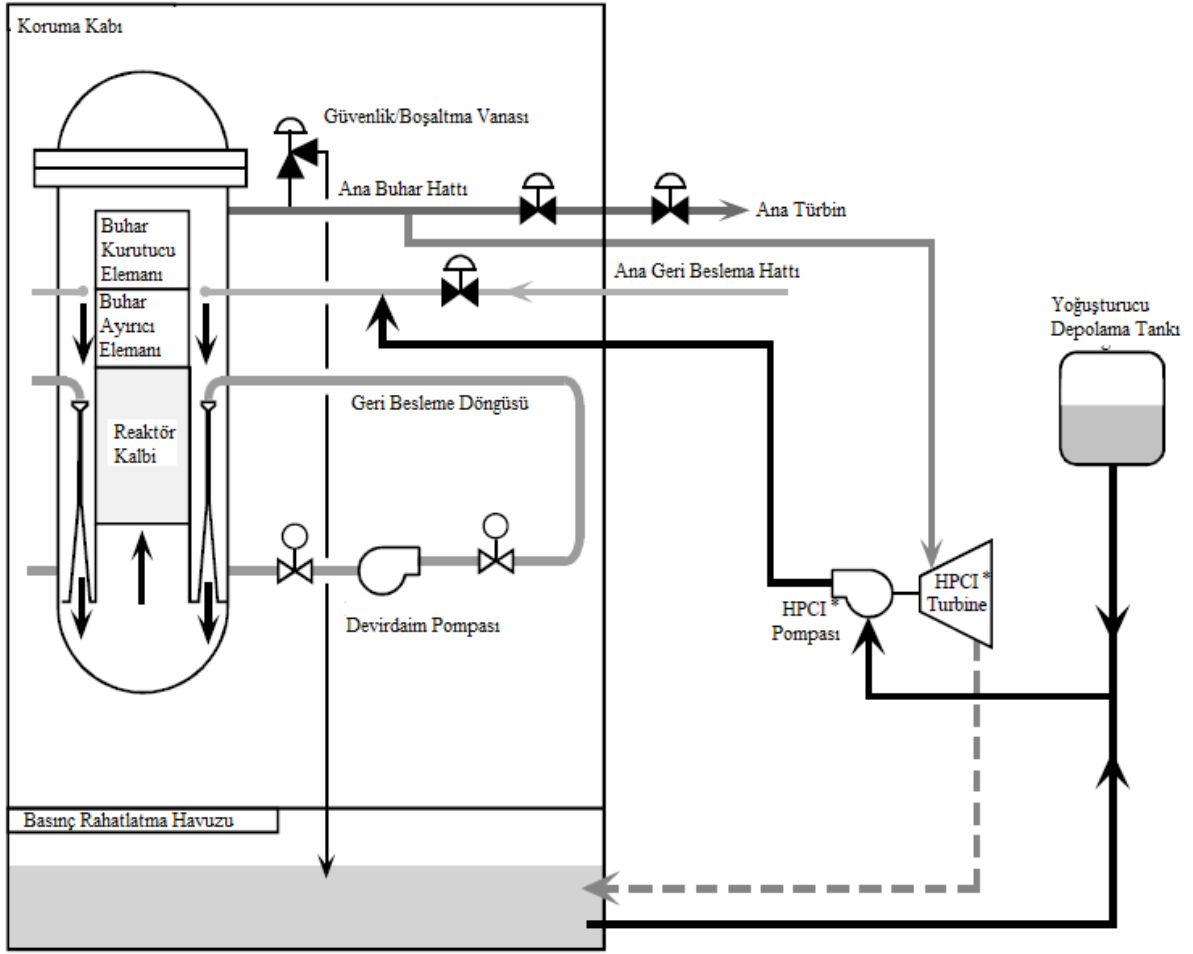 Koruma Kabı
Güvenlik/Boşaltma Vanası
Ana Buhar Hattı
Ana Türbin
Buhar
Kurutucu
Elemanı
Ana Geri Beslema Hattı
Buhar
Ayırıcı
Elemanı
Yoğuşturucu
Depolama Tankı
Geri Besleme Döngüsü
Reaktör
Kalbi
HPCI *
Turbine
HPCI *
Pompası
Devirdaim Pompası
Basınç Rahatlatma Havuzu